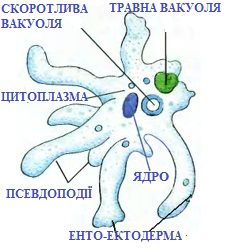 СКОРОТЛИВА
ВАКУОЛЯ
ТРАВНА ВАКУОЛЯ
ЦИТОПЛАЗМА
ПСЕВДОПОДІЇ
ЯДРО
ЕНТО-ЕКТОДЕРМА